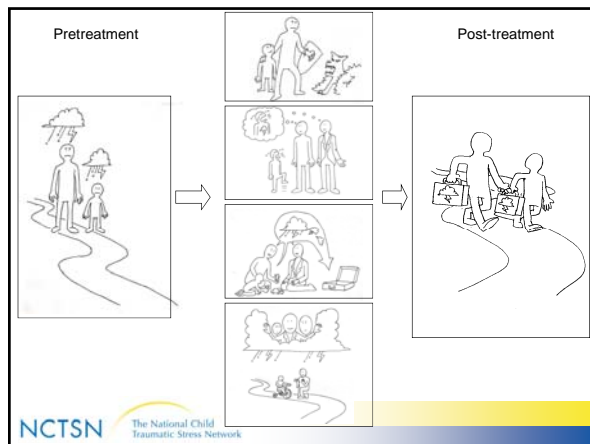 Pretreatment
Post-treatment
NCTSN
The National Child
Traumatic Stress Network